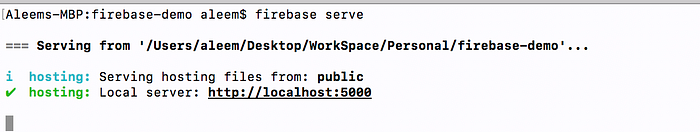 [Aleems-MBP:firebase-demo aleem$ firebase serve
=== Serving from '/Users/aleem/Desktop/WorkSpace/Personal/firebase-demo'...
i hosting: Serving hosting files from: public
✔ hosting: Local server: http://localhost:5000